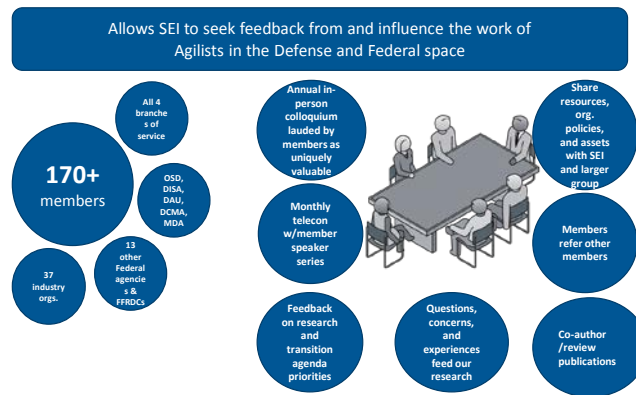 Allows SEI to seek feedback from and influence the work of
Agilists in the Defense and Federal space
All 4
branche
s of
service
170+
members
OSD,
DISA,
DAU,
DCMA,
MDA
37
industry
orgs.
13
other
Federal
agencie
s &
FFRDCs
Annual in-
person
colloquium
lauded by
members as
uniquely
valuable
Monthly
telecon
w/member
speaker
series
Feedback
on research
and
transition
agenda
priorities
Questions,
concerns,
and
experiences
feed our
research
Share
resources,
org.
policies,
and assets
with SEI
and larger
group
Members
refer other
members
Co-author
/review
publications